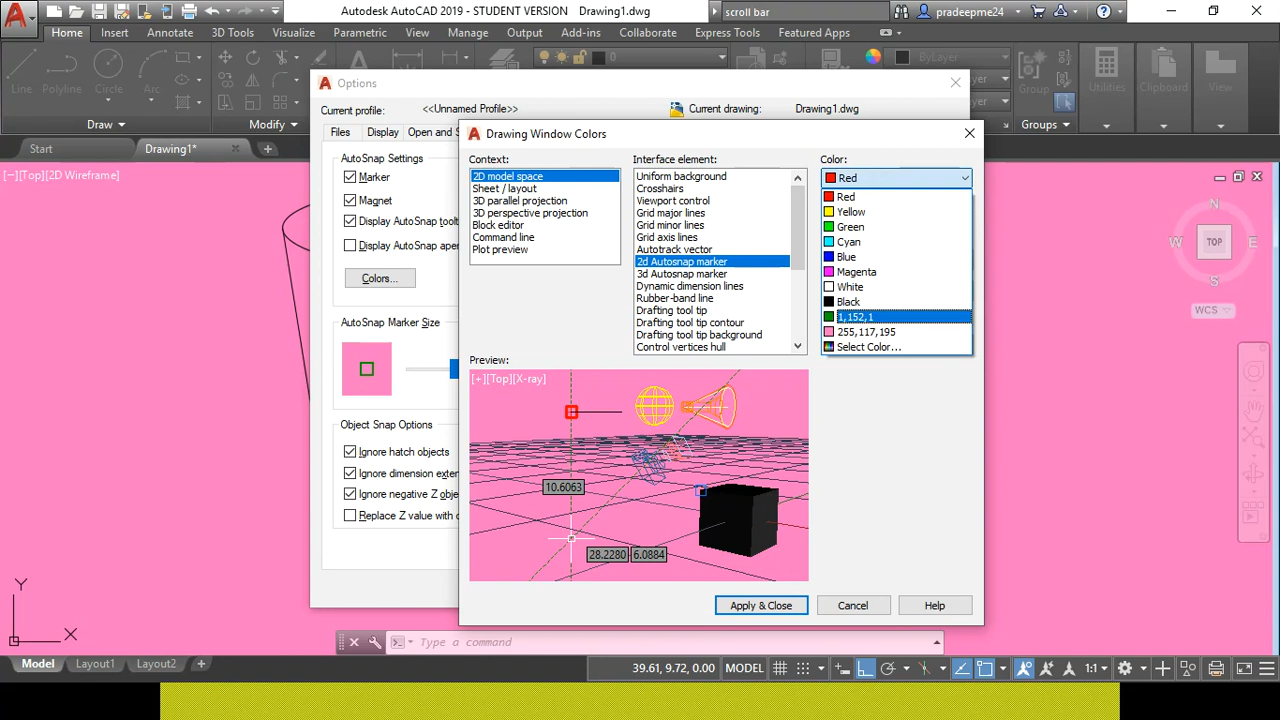 Autodesk AutoCAD 2019 - STUDENT VERSION Drawing1.dwg
scroll bar
pradeepme24
Home Insert Annotate 3D Tools Visualize Parametric View Manage Output Add-ins Collaborate Express Tools Featured Apps
Line Polyline Circle Arc
0
ByLayer
Group Utilities Clipboard View
Draw Modify Groups
Start Drawing1*
[−][Top][2D Wireframe]
Options
Current profile: <<Unnamed Profile>> Current drawing: Drawing1.dwg
Files Display Open and S
AutoSnap Settings
Marker
Magnet
Display AutoSnap toolt
Display AutoSnap aper
Colors...
AutoSnap Marker Size
Object Snap Options
Ignore hatch objects
Ignore dimension exten
Ignore negative Z obje
Replace Z value with c
Drawing Window Colors
Context:
2D model space
Sheet / layout
3D parallel projection
3D perspective projection
Block editor
Command line
Plot preview
Interface element:
Uniform background
Crosshairs
Viewport control
Grid major lines
Grid minor lines
Grid axis lines
Autotrack vector
2d Autosnap marker
3d Autosnap marker
Dynamic dimension lines
Rubber-band line
Drafting tool tip
Drafting tool tip contour
Drafting tool tip background
Control vertices hull
Color:
Red
Red
Yellow
Green
Cyan
Blue
Magenta
White
Black
1,152,1
255,117,195
Select Color...
Preview:
[+][Top][X-ray]
10.6063
28.2280 6.0884
Apply & Close Cancel Help
N
W TOP E
S
WCS
Y
X
Type a command
Model Layout1 Layout2
39.61, 9.72, 0.00 MODEL 1:1